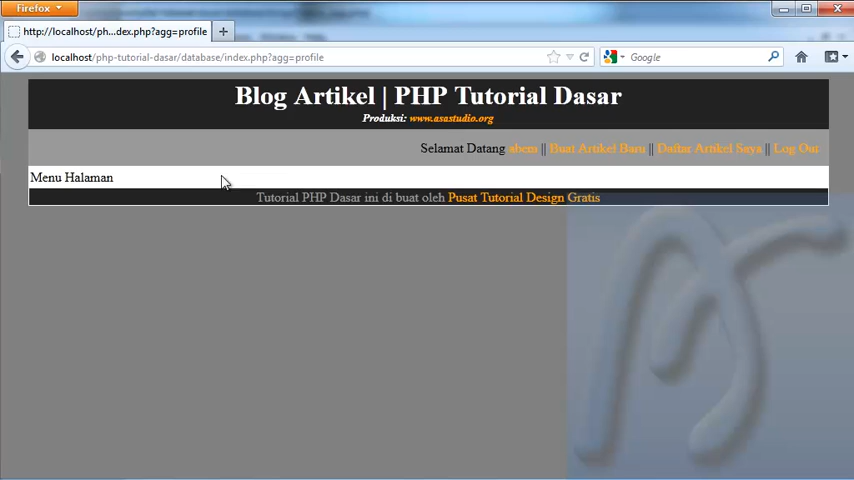 Firefox
http://localhost/ph...dex.php?agg=profile
localhost/php-tutorial-dasar/database/index.php?agg=profile
Google
Blog Artikel | PHP Tutorial Dasar
Produksi: www.asastudio.org
Selamat Datang || Buat Artikel Baru || Daftar Artikel Saya || Log Out
Menu Halaman
Tutorial PHP Dasar ini di buat oleh Pusat Tutorial Design Gratis